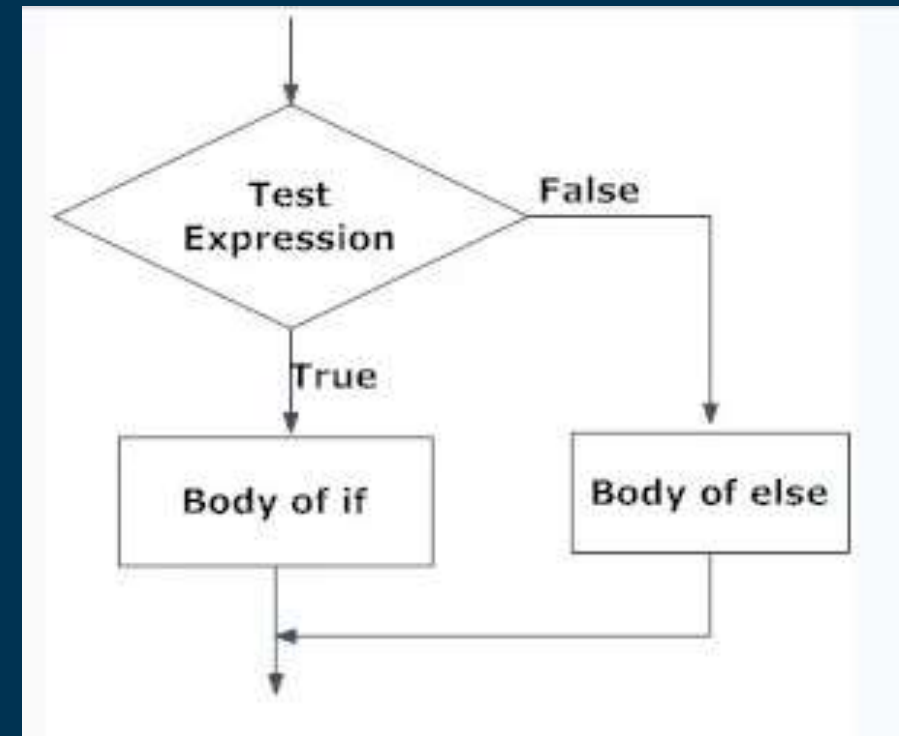 Test
Expression
False
True
Body of if
Body of else